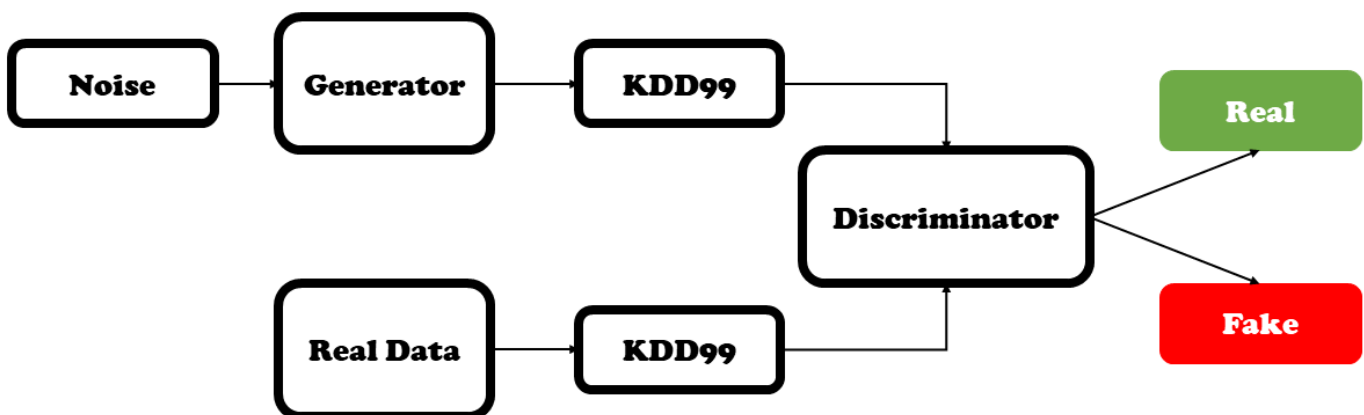 Noise
Generator
KDD99
Real
Discriminator
Real Data
KDD99
Fake